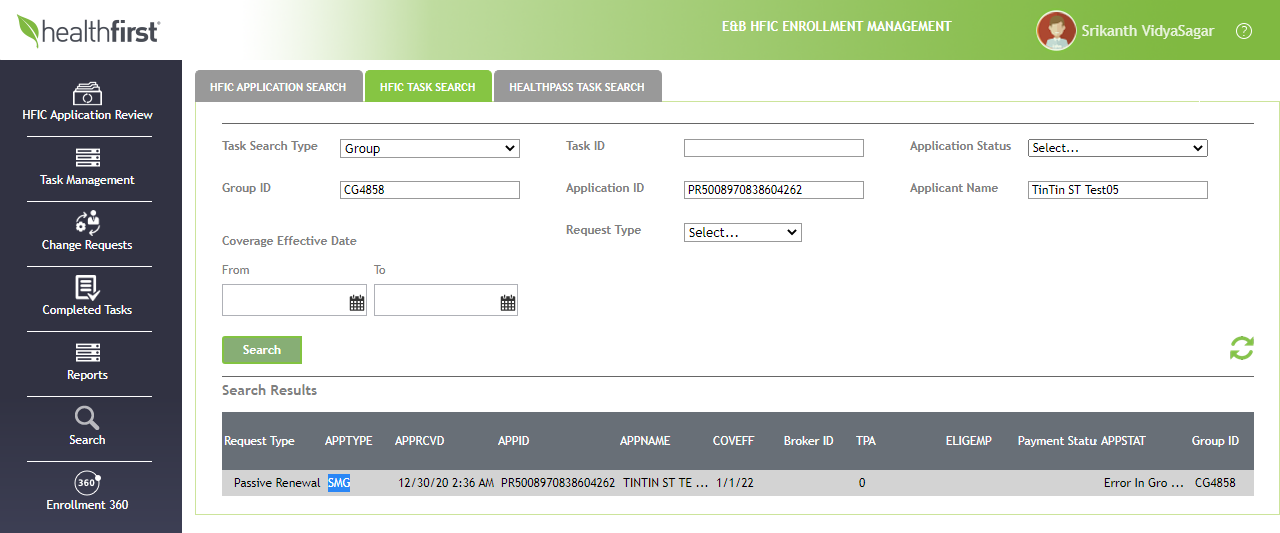 healthfirst
E&B HFIC ENROLLMENT MANAGEMENT
Srikanth VidyaSagar
?
HFIC Application Review
Task Management
Change Requests
Completed Tasks
Reports
Search
360°
Enrollment 360
HFIC APPLICATION SEARCH
HFIC TASK SEARCH
HEALTHPASS TASK SEARCH
Task Search Type Group Task ID Application Status Select...
Group ID CG4858 Application ID PR5008970838604262 Applicant Name TinTin ST Test05
Request Type Select...
Coverage Effective Date
From To
Search
Search Results
Request Type APPTYPE APPRCVD APPID APPNAME COVEFF Broker ID TPA ELIGEMP Payment Statu APPSTAT Group ID
Passive Renewal SMG 12/30/20 2:36 AM PR5008970838604262 TINTIN ST TE ... 1/1/22 0 Error In Gro ... CG4858